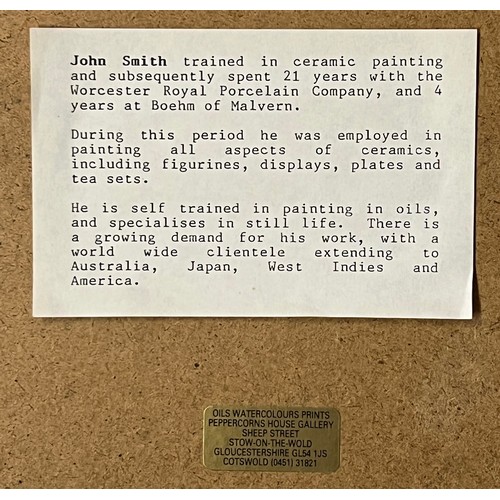 John Smith trained in ceramic painting
and subsequently spent 21 years with the
Worcester Royal Porcelain Company, and 4
years at Boehm of Malvern.
During this period he was employed in
painting all aspects of ceramics,
including figurines, displays, plates and
tea sets.
He is self trained in painting in oils,
and specialises in still life. There is
a growing demand for his work, with a
world wide clientele extending to
Australia, Japan, West Indies and
America.
OILS WATERCOLOURS PRINTS
PEPPERCORNS HOUSE GALLERY
SHEEP STREET
STOW-ON-THE-WOLD
GLOUCESTERSHIRE GL54 1JS
COTSWOLD (0451) 31821